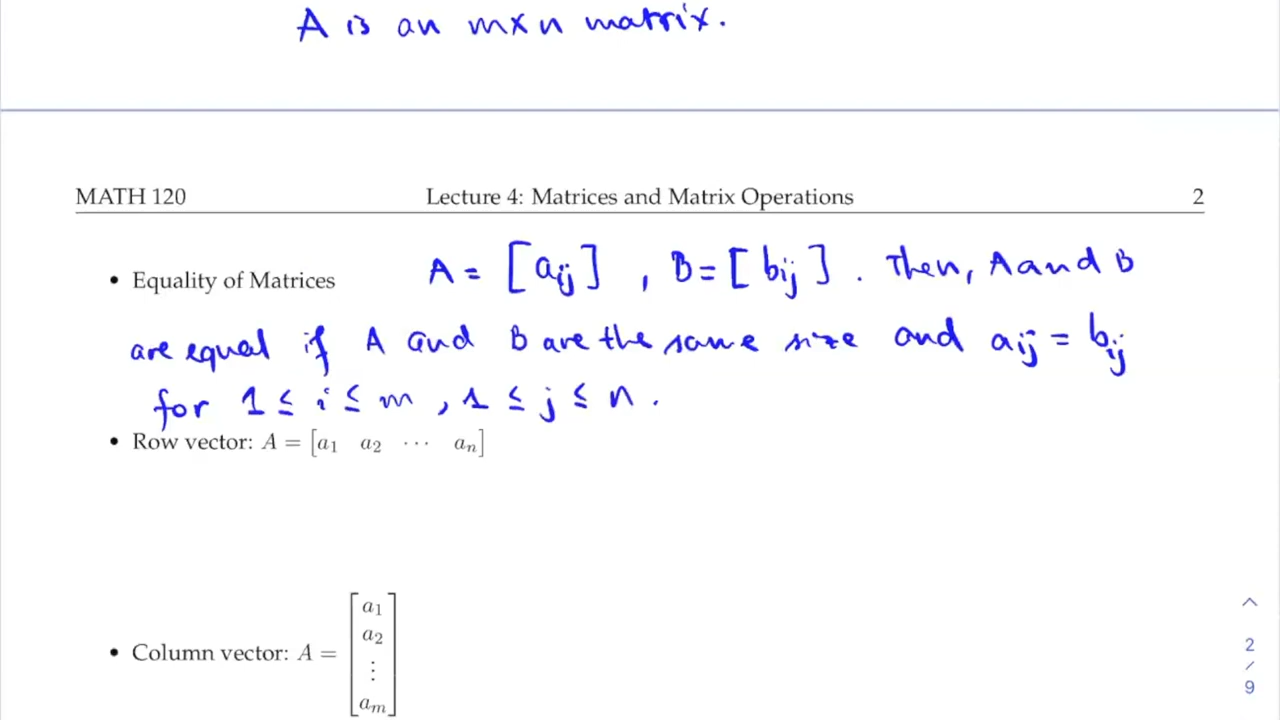 A is an m×n matrix.
MATH 120 Lecture 4: Matrices and Matrix Operations 2
• Equality of Matrices A = [aᵢⱼ] , B = [bᵢⱼ] . Then, A and B
are equal if A and B are the same size and aᵢⱼ = bᵢⱼ
for 1 ≤ i ≤ m , 1 ≤ j ≤ n .
• Row vector: A = [a₁ a₂ ⋯ aₙ]
a₁
a₂
• Column vector: A =
⋮
aₘ
2
/
9